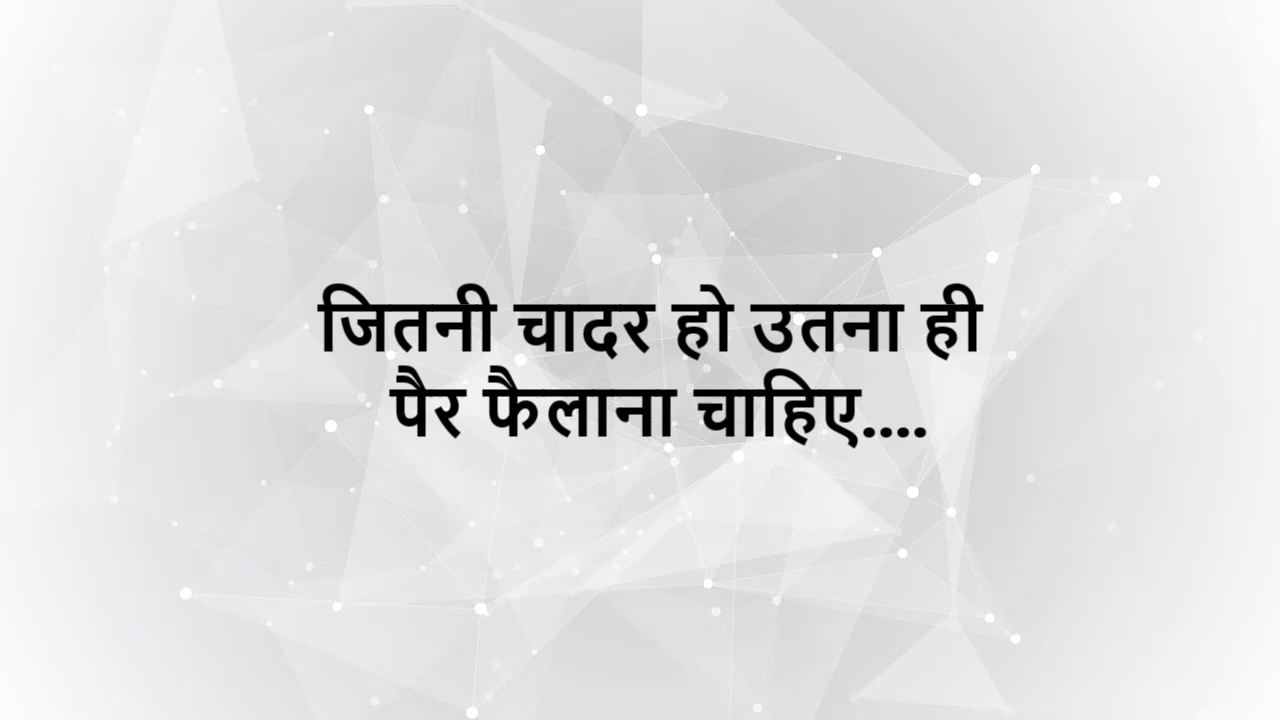 जितनी चादर हो उतना ही
पैर फैलाना चाहिए....